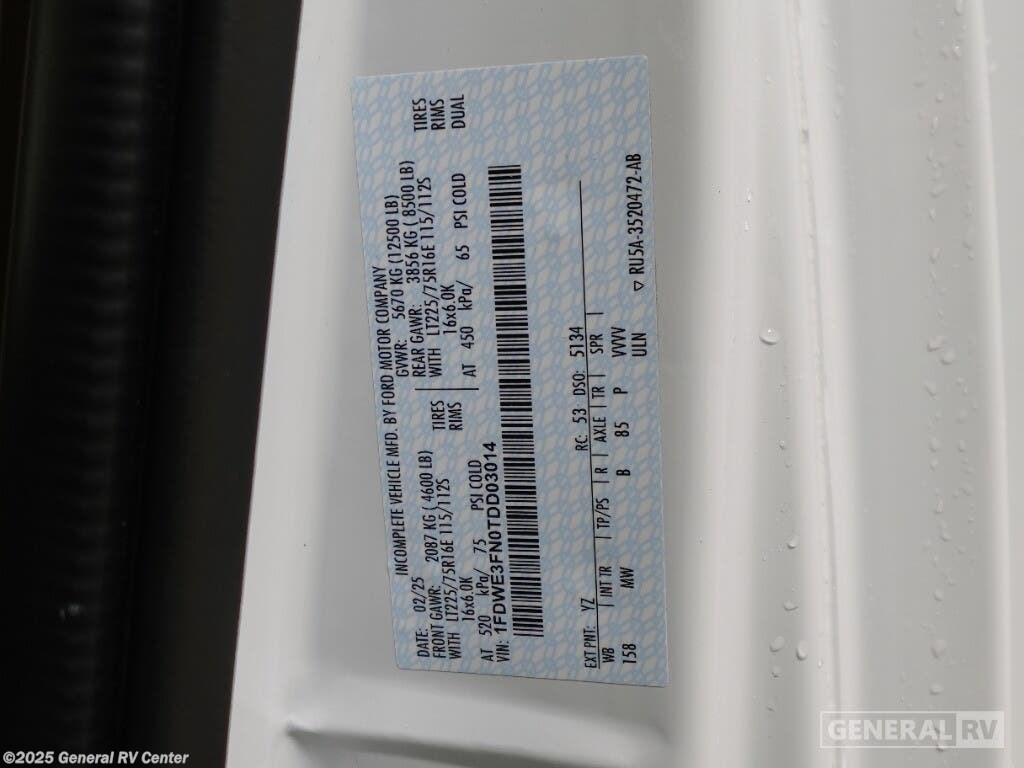 INCOMPLETE VEHICLE MFD. BY FORD MOTOR COMPANY
DATE: 02/25 GVWR: 5670 KG (12500 LB)
FRONT GAWR: 2087 KG ( 4600 LB) REAR GAWR: 3856 KG ( 8500 LB)
WITH LT225/75R16E 115/112S TIRES WITH LT225/75R16E 115/112S TIRES
16x6.0K RIMS 16x6.0K RIMS
AT 520 kPa/ 75 PSI COLD AT 450 kPa/ 65 PSI COLD DUAL
VIN: 1FDWE3FN0TDD03014
EXT PNT: YZ RC: 53 DSO: 5134
WB INT TR TP/PS R AXLE TR SPR
158 MW B 85 P VVVV
ULN
▽ RU5A-3520472-AB
GENERAL RV
©2025 General RV Center